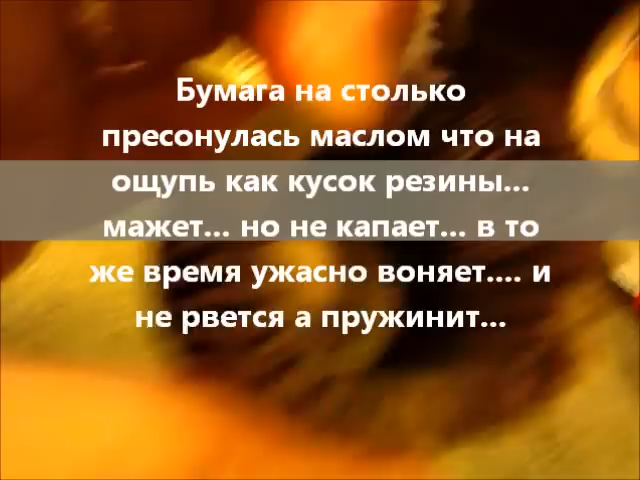 Бумага на столько
пресонулась маслом что на
ощупь как кусок резины...
мажет... но не капает... в то
же время ужасно воняет.... и
не рвется а пружинит...